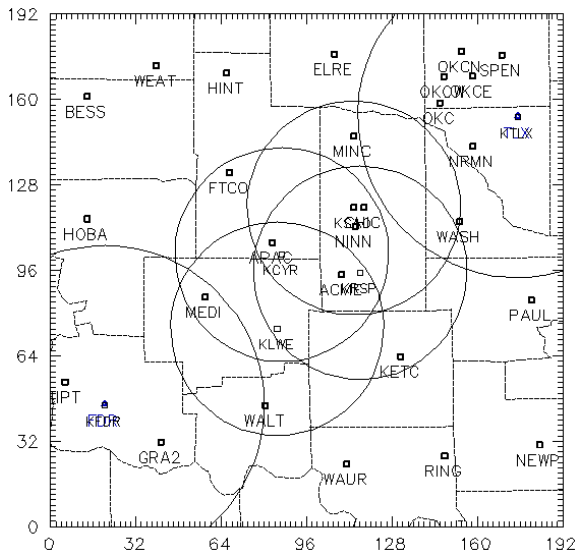 192
WEAT
ELRE
OKCN
SPEN
HINT
OKCE
160
BESS
OKC
KTLX
MINC
NRMN
128
FTCO
HOBA
NINN
WASH
APAC
KCYR
96
ACME
MEDI
PAUL
64
KLWE
KETC
TIPT
WALT
32
GRA2
WAUR
RING
NEWP
0
0 32 64 96 128 160 192